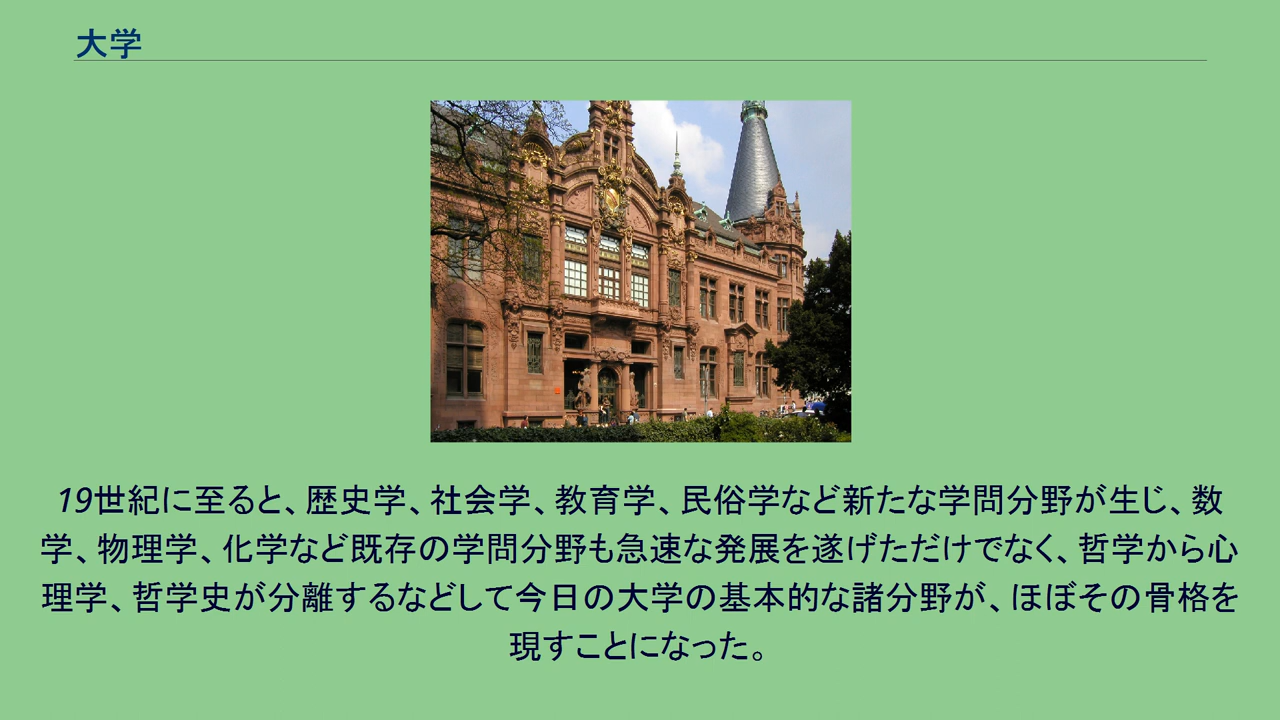 大学
19世紀に至ると、歴史学、社会学、教育学、民俗学など新たな学問分野が生じ、数
学、物理学、化学など既存の学問分野も急速な発展を遂げただけでなく、哲学から心
理学、哲学史が分離するなどして今日の大学の基本的な諸分野が、ほぼその骨格を
現すことになった。